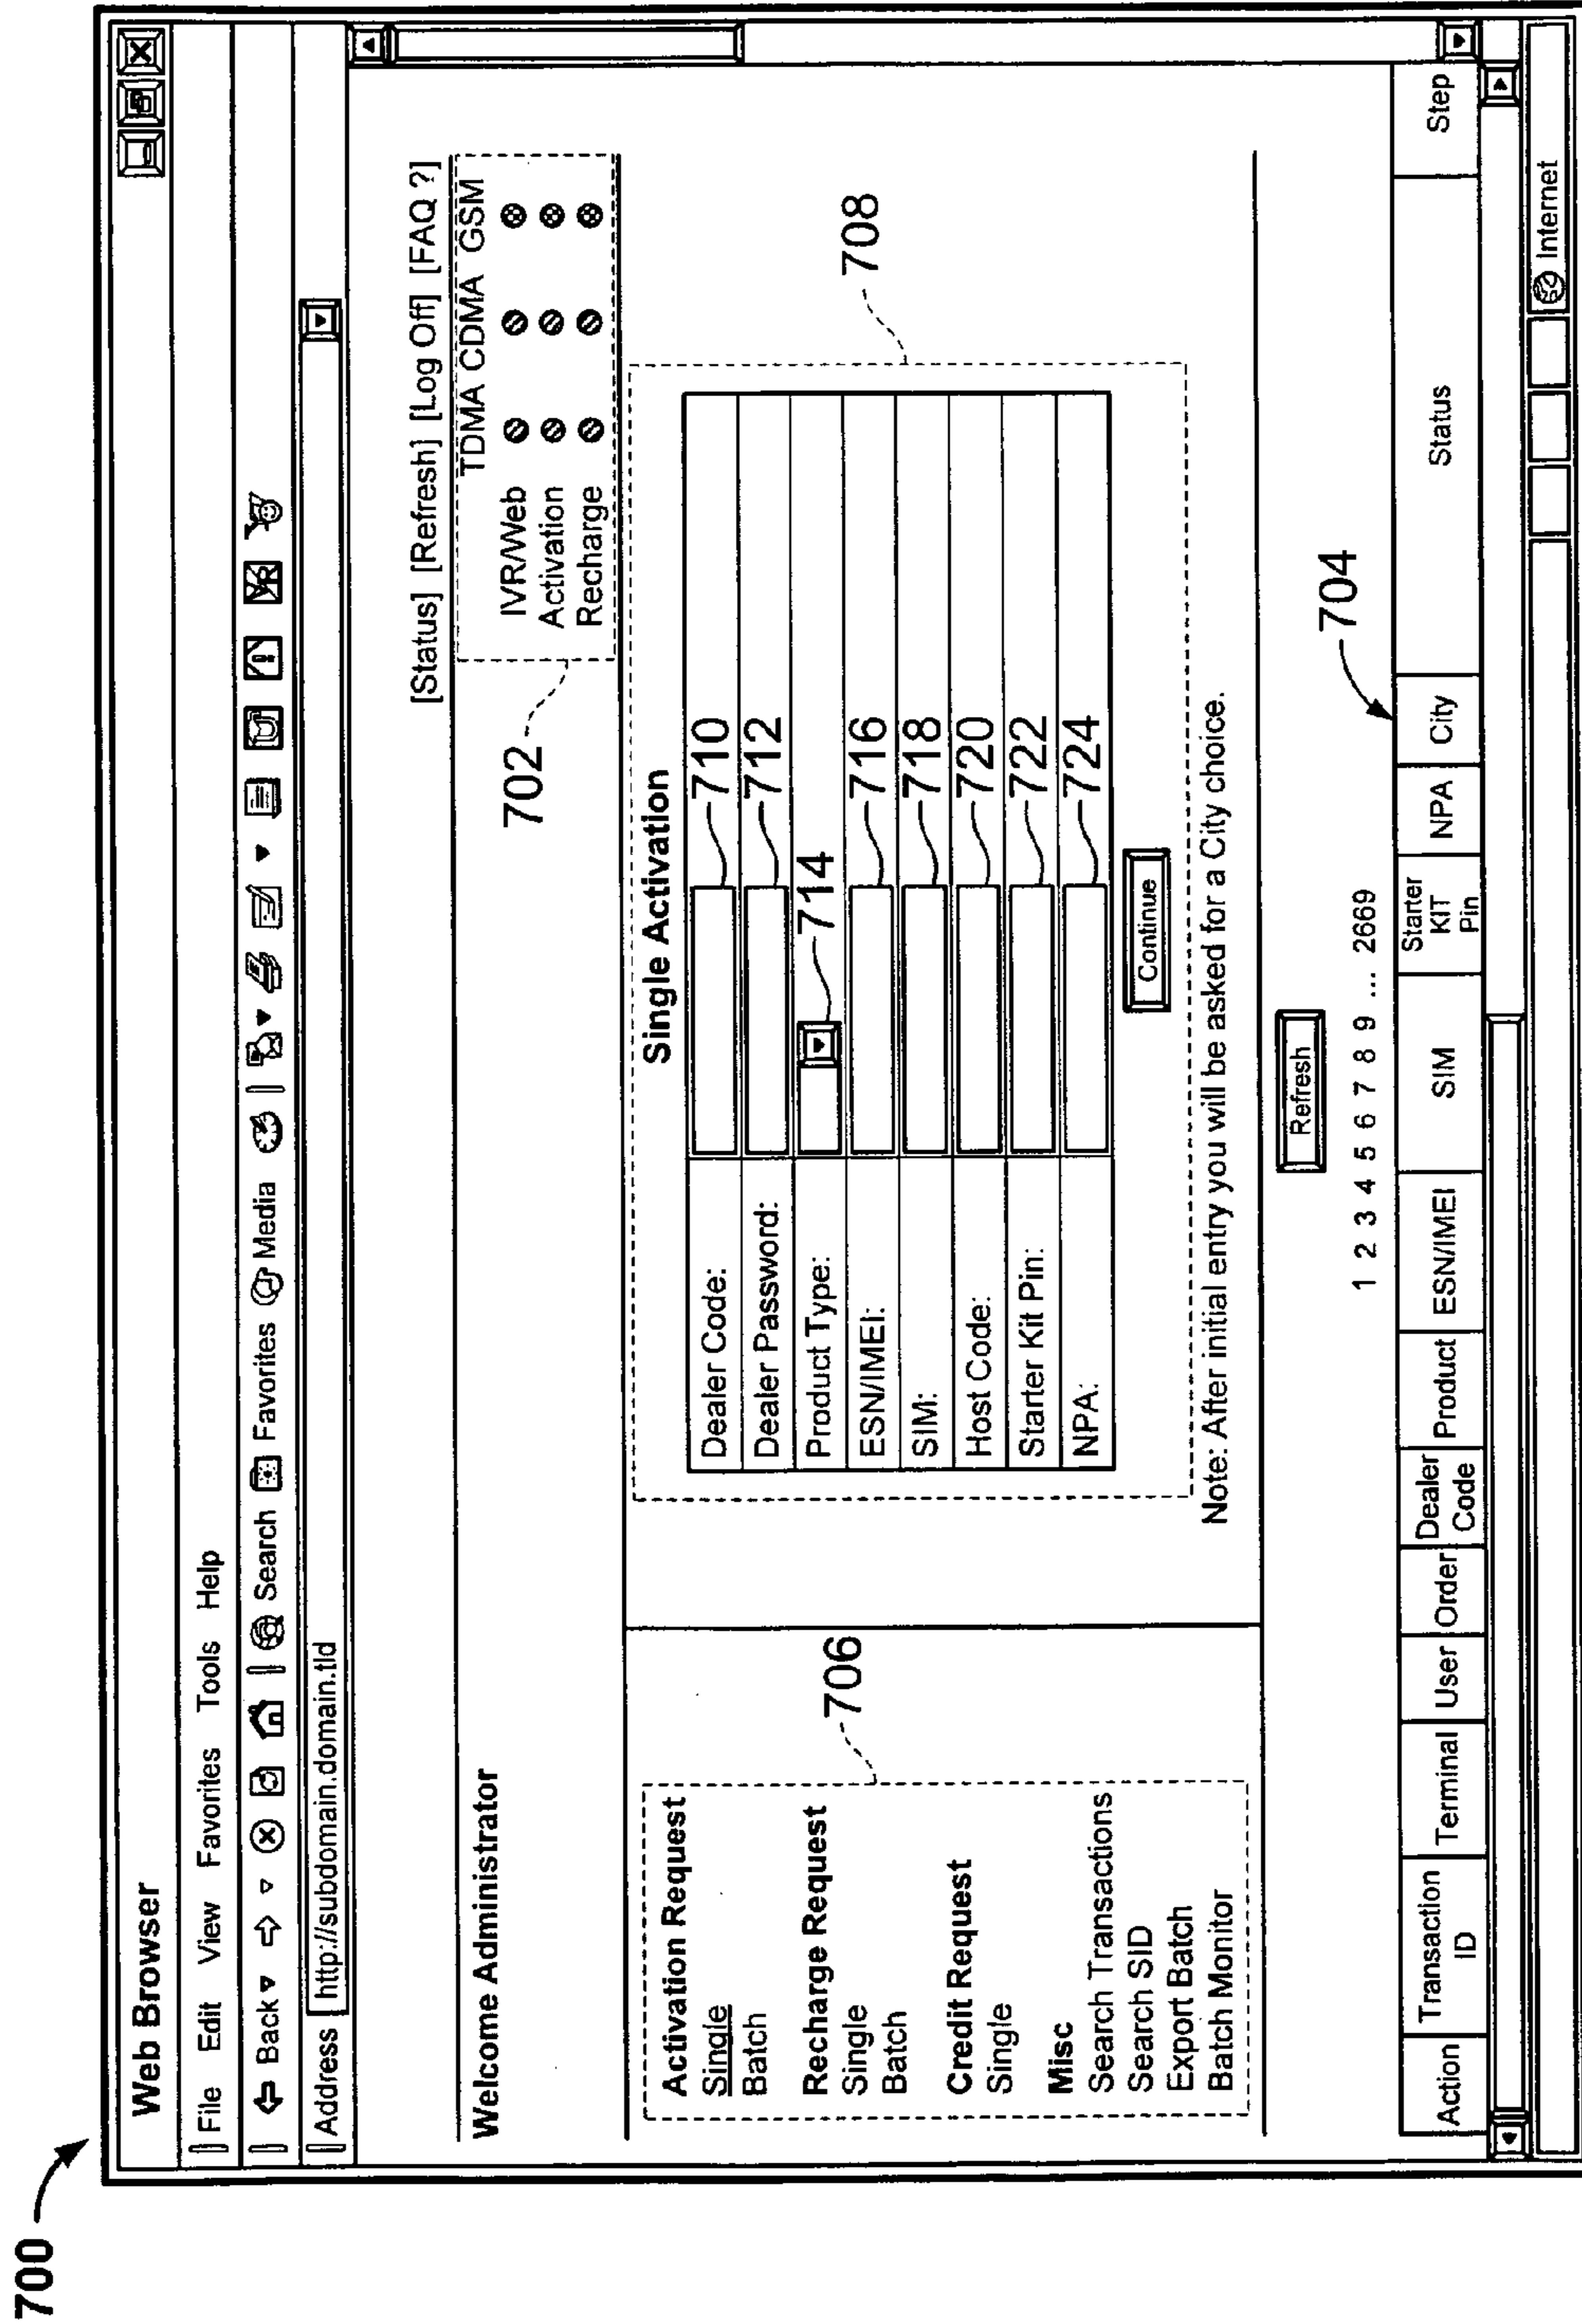 700
Web Browser
File Edit View Favorites Tools Help
Back Search Favorites Media
Address http://subdomain.domain.tld
[Status] [Refresh] [Log Off] [FAQ ?]
Welcome Administrator
702
TDMA CDMA GSM
IVR/Web
Activation
Recharge
706
Activation Request
Single
Batch
Recharge Request
Single
Batch
Credit Request
Single
Misc
Search Transactions
Search SID
Export Batch
Batch Monitor
708
Single Activation
Dealer Code: 710
Dealer Password: 712
Product Type: 714
ESN/IMEI: 716
SIM: 718
Host Code: 720
Starter Kit Pin: 722
NPA: 724
Continue
Note: After initial entry you will be asked for a City choice.
Refresh
1 2 3 4 5 6 7 8 9 ... 2669
704
Action Transaction ID Terminal User Order Dealer Code Product ESN/IMEI SIM Starter KIT Pin NPA City Status Step
Internet